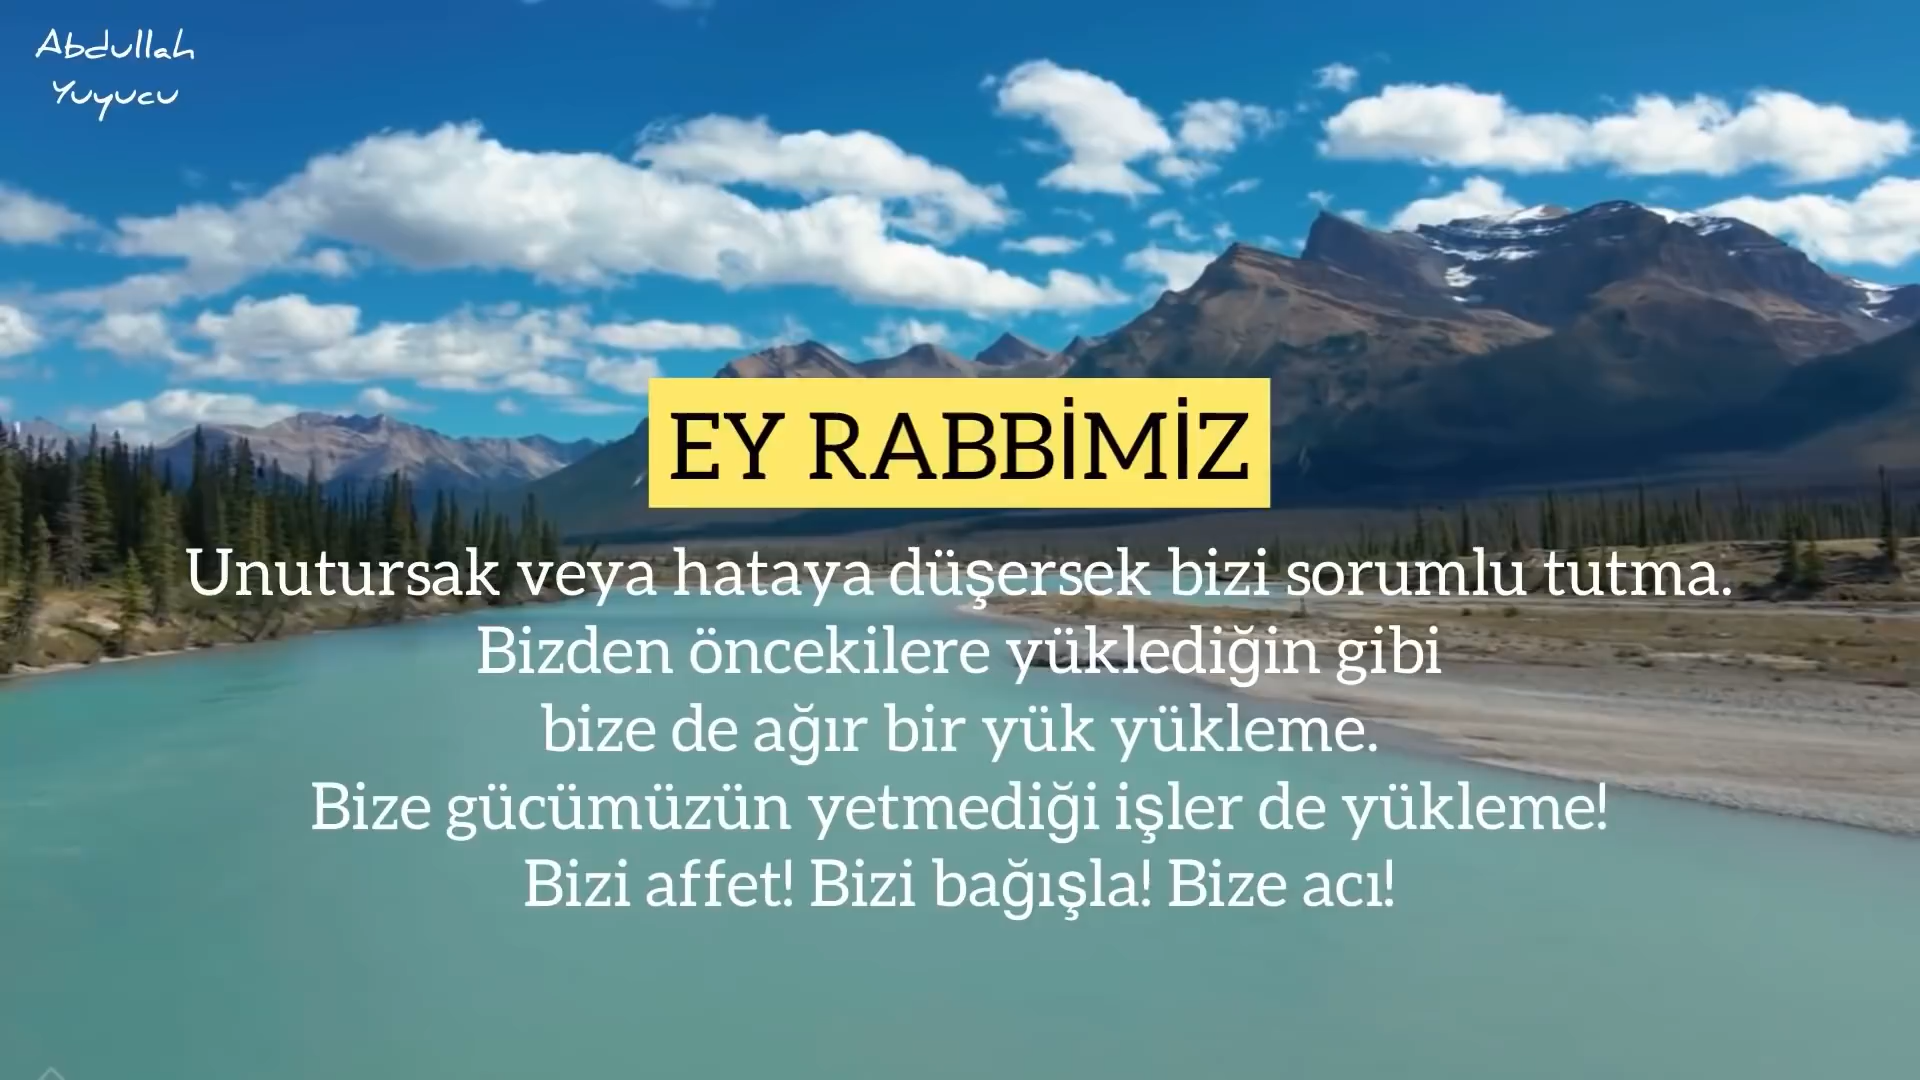 Abdullah
Yuyucu
EY RABBİMİZ
Unutursak veya hataya düşersek bizi sorumlu tutma.
Bizden öncekilere yüklediğin gibi
bize de ağır bir yük yükleme.
Bize gücümüzün yetmediği işler de yükleme!
Bizi affet! Bizi bağışla! Bize acı!